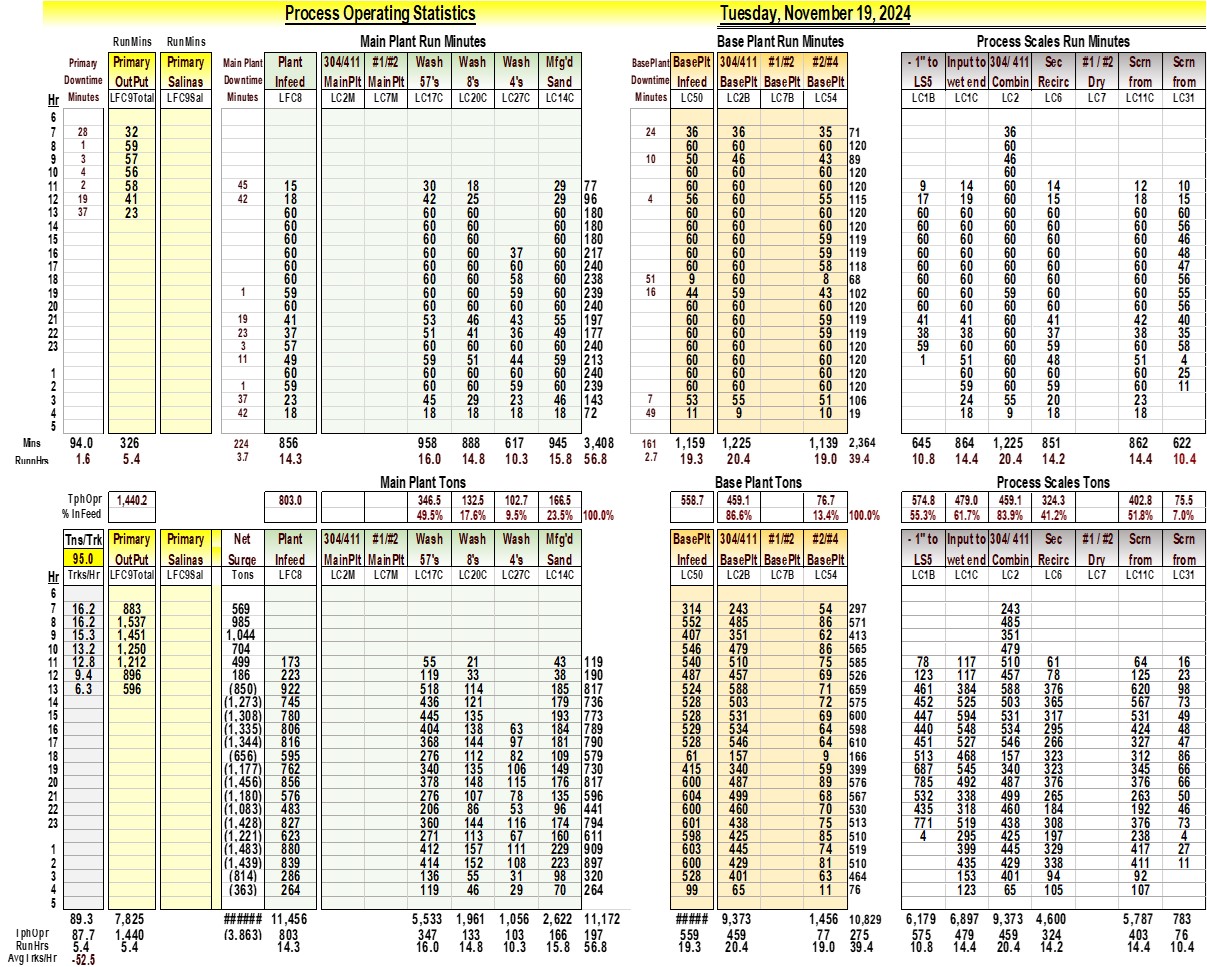 Process Operating Statistics Tuesday, November 19, 2024
RunMins RunMins Main Plant Run Minutes Base Plant Run Minutes Process Scales Run Minutes
Primary Primary Primary Main Plant Plant 304/411 #1/#2 Wash Wash Wash Mfg'd BasePlant BasePlt 304/411 #1/#2 #2/#4 - 1" to Input to 304/ 411 Sec #1 / #2 Scrn Scrn
Downtime OutPut Salinas Downtime Infeed MainPlt MainPlt 57's 8's 4's Sand Downtime Infeed BasePlt BasePlt BasePlt LS5 wet end Combin Recirc Dry from from
Hr Minutes LFC9Total LFC9Sal Minutes LFC8 LC2M LC7M LC17C LC20C LC27C LC14C Minutes LC50 LC2B LC7B LC54 LC1B LC1C LC2 LC6 LC7 LC11C LC31
6
7 28 32 24 36 36 35 71 36
8 1 59 60 60 60 120 60
9 3 57 10 50 46 43 89 46
10 4 56 60 60 60 120 60
11 2 58 45 15 30 18 29 77 60 60 60 120 9 14 60 14 12 10
12 19 41 42 18 42 25 29 96 4 56 60 55 115 17 19 60 15 18 15
13 37 23 60 60 60 60 180 60 60 60 120 60 60 60 60 60 60
14 60 60 60 60 180 60 60 60 120 60 60 60 60 60 56
15 60 60 60 60 180 60 60 59 119 60 60 60 60 60 46
16 60 60 60 37 60 217 60 60 59 119 60 60 60 60 60 48
17 60 60 60 60 60 240 60 60 58 118 60 60 60 60 60 47
18 60 60 60 58 60 238 51 9 60 8 68 60 60 60 60 60 56
19 1 59 60 60 59 60 239 16 44 59 43 102 60 60 59 60 60 55
20 60 60 60 60 60 240 60 60 60 120 60 60 60 60 60 56
21 19 41 53 46 43 55 197 60 60 59 119 41 41 60 41 42 40
22 23 37 51 41 36 49 177 60 60 59 119 38 38 60 37 38 35
23 3 57 60 60 60 60 240 60 60 60 120 59 60 60 60 60 58
11 49 59 51 44 59 213 60 60 60 120 1 51 60 48 51 4
1 60 60 60 60 60 240 60 60 60 120 60 60 60 60 25
2 1 59 60 60 59 60 239 60 60 60 120 59 60 60 60 11
3 37 23 45 29 23 46 143 7 53 55 51 106 24 55 20 23
4 42 18 18 18 18 18 72 49 11 9 10 19 18 9 18 18
5
Mins 94.0 326 224 856 958 888 617 945 3,408 161 1,159 1,225 1,139 2,364 645 864 1,225 851 862 622
RunnHrs 1.6 5.4 3.7 14.3 16.0 14.8 10.3 15.8 56.8 2.7 19.3 20.4 19.0 39.4 10.8 14.4 20.4 14.2 14.4 10.4
Main Plant Tons Base Plant Tons Process Scales Tons
TphOpr 1,440.2 803.0 346.5 132.5 102.7 166.5 558.7 459.1 76.7 574.8 479.0 459.1 324.3 402.8 75.5
% InFeed 49.5% 17.6% 9.5% 23.5% 100.0% 86.6% 13.4% 100.0% 55.3% 61.7% 83.9% 41.2% 51.8% 7.0%
Tns/Trk Primary Primary Net Plant 304/411 #1/#2 Wash Wash Wash Mfg'd BasePlt 304/411 #1/#2 #2/#4 - 1" to Input to 304/ 411 Sec #1 / #2 Scrn Scrn
95.0 OutPut Salinas Surge Infeed MainPlt MainPlt 57's 8's 4's Sand Infeed BasePlt BasePlt BasePlt LS5 wet end Combin Recirc Dry from from
Hr Trks/Hr LFC9Total LFC9Sal Tons LFC8 LC2M LC7M LC17C LC20C LC27C LC14C LC50 LC2B LC7B LC54 LC1B LC1C LC2 LC6 LC7 LC11C LC31
6
7 16.2 883 569 314 243 54 297 243
8 16.2 1,537 985 552 485 86 571 485
9 15.3 1,451 1,044 407 351 62 413 351
10 13.2 1,250 704 546 479 86 565 479
11 12.8 1,212 499 173 55 21 43 119 540 510 75 585 78 117 510 61 64 16
12 9.4 896 186 223 119 33 38 190 487 457 69 526 123 117 457 78 125 23
13 6.3 596 (850) 922 518 114 185 817 524 588 71 659 461 384 588 376 620 98
14 (1,273) 745 436 121 179 736 528 503 72 575 452 525 503 365 567 73
15 (1,308) 780 445 135 193 773 528 531 69 600 447 594 531 317 531 49
16 (1,335) 806 404 138 63 184 789 529 534 64 598 440 548 534 295 424 48
17 (1,344) 816 368 144 97 181 790 528 546 64 610 451 527 546 266 327 47
18 (656) 595 276 112 82 109 579 61 157 9 166 513 468 157 323 312 86
19 (1,177) 762 340 135 106 149 730 415 340 59 399 687 545 340 323 345 66
20 (1,456) 856 378 148 115 176 817 600 487 89 576 785 492 487 376 376 66
21 (1,180) 576 276 107 78 135 596 604 499 68 567 532 338 499 265 263 50
22 (1,083) 483 206 86 53 96 441 600 460 70 530 435 318 460 184 192 46
23 (1,428) 827 360 144 116 174 794 601 438 75 513 771 519 438 308 376 73
(1,221) 623 271 113 67 160 611 598 425 85 510 4 295 425 197 238 4
1 (1,483) 880 412 157 111 229 909 603 445 74 519 399 445 329 417 27
2 (1,439) 839 414 152 108 223 897 600 429 81 510 435 429 338 411 11
3 (814) 286 136 55 31 98 320 528 401 63 464 153 401 94 92
4 (363) 264 119 46 29 70 264 99 65 11 76 123 65 105 107
5
89.3 7,825 ###### 11,456 5,533 1,961 1,056 2,622 11,172 ##### 9,373 1,456 10,829 6,179 6,897 9,373 4,600 5,787 783
TphOpr 87.7 1,440 (3,863) 803 347 133 103 166 197 559 459 77 275 575 479 459 324 403 76
RunHrs 5.4 5.4 14.3 16.0 14.8 10.3 15.8 56.8 19.3 20.4 19.0 39.4 10.8 14.4 20.4 14.2 14.4 10.4
AvgTrks/Hr -52.5